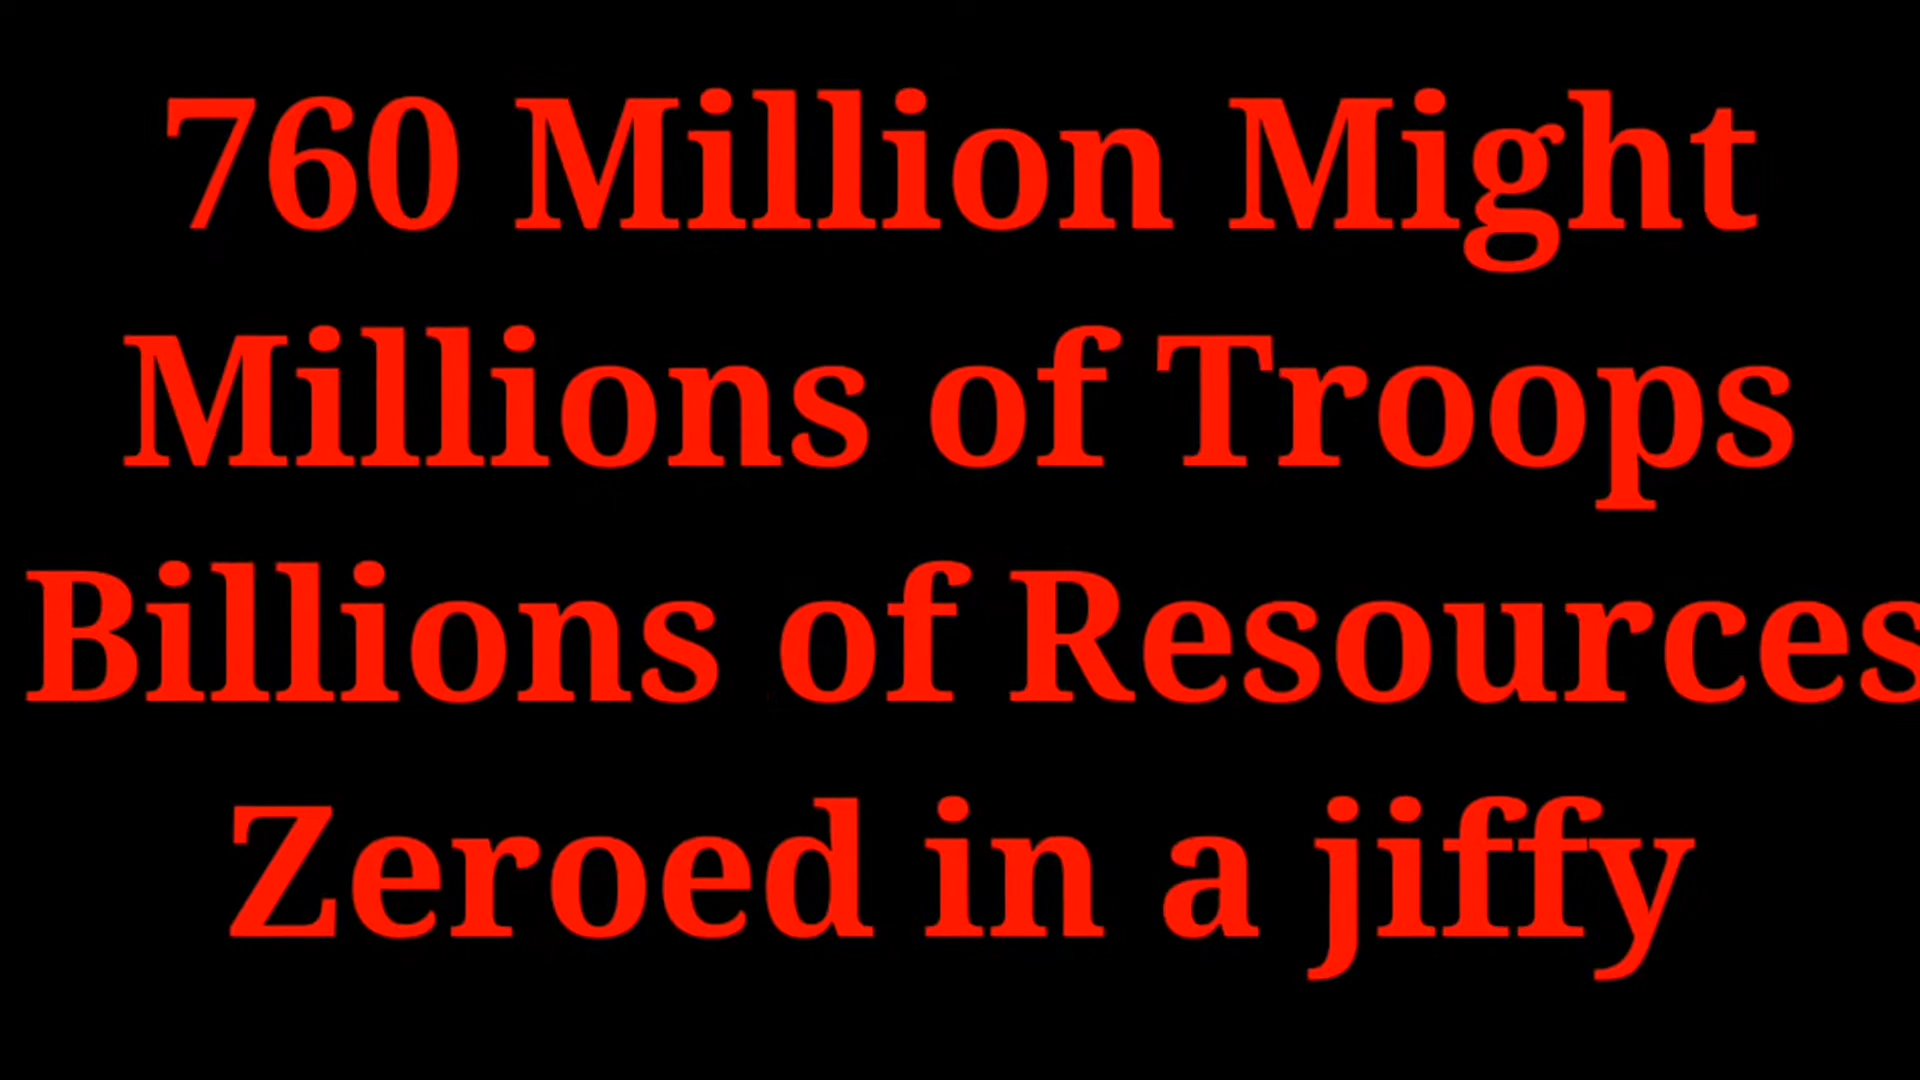 760 Million Might
Millions of Troops
Billions of Resources
Zeroed in a jiffy